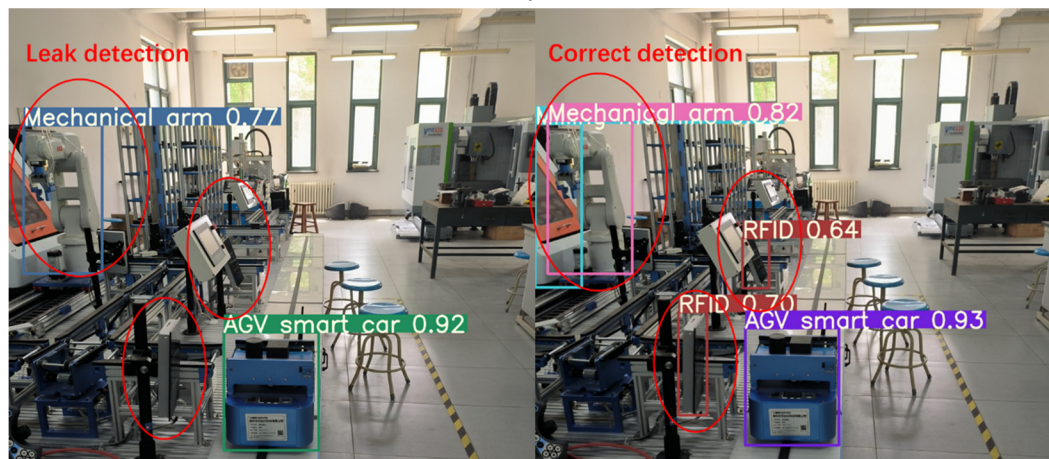 Leak detection
Mechanical arm 0.77
AGV smart car 0.92
Correct detection
Mechanical arm 0.82
RFID 0.64
RFID 0.70
AGV smart car 0.93